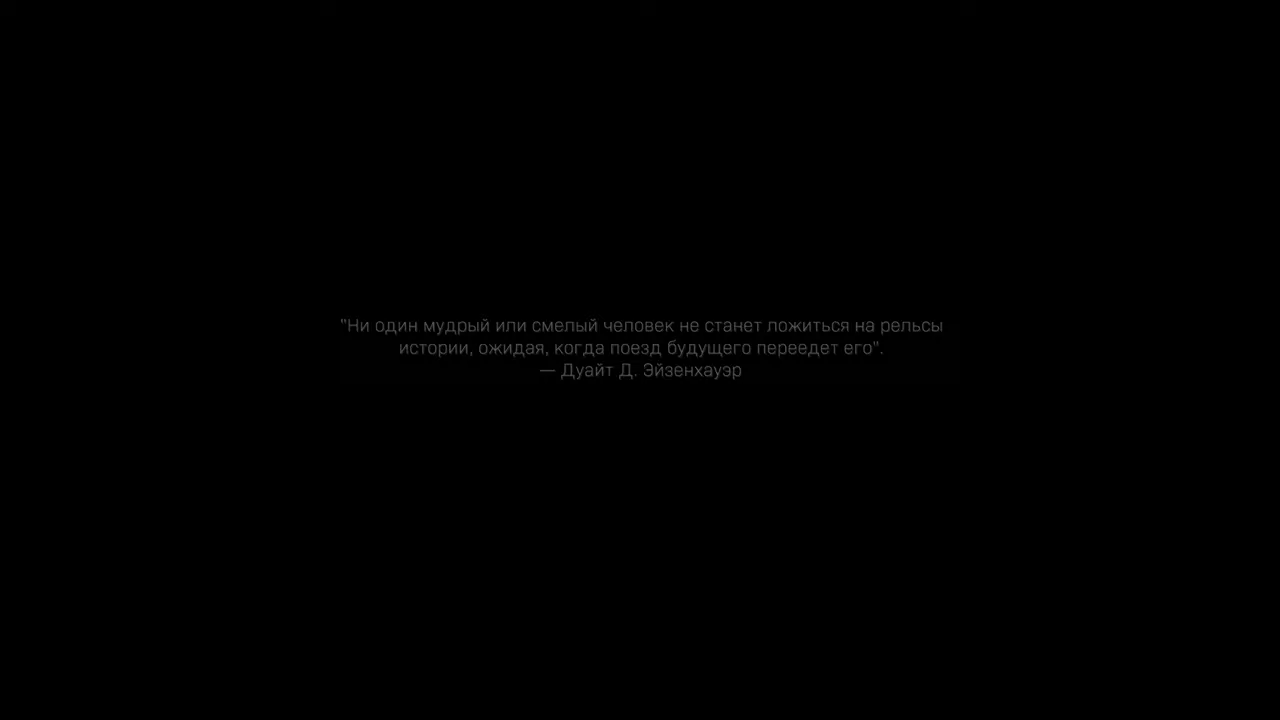 "Ни один мудрый или смелый человек не станет ложиться на рельсы
истории, ожидая, когда поезд будущего переедет его".
— Дуайт Д. Эйзенхауэр